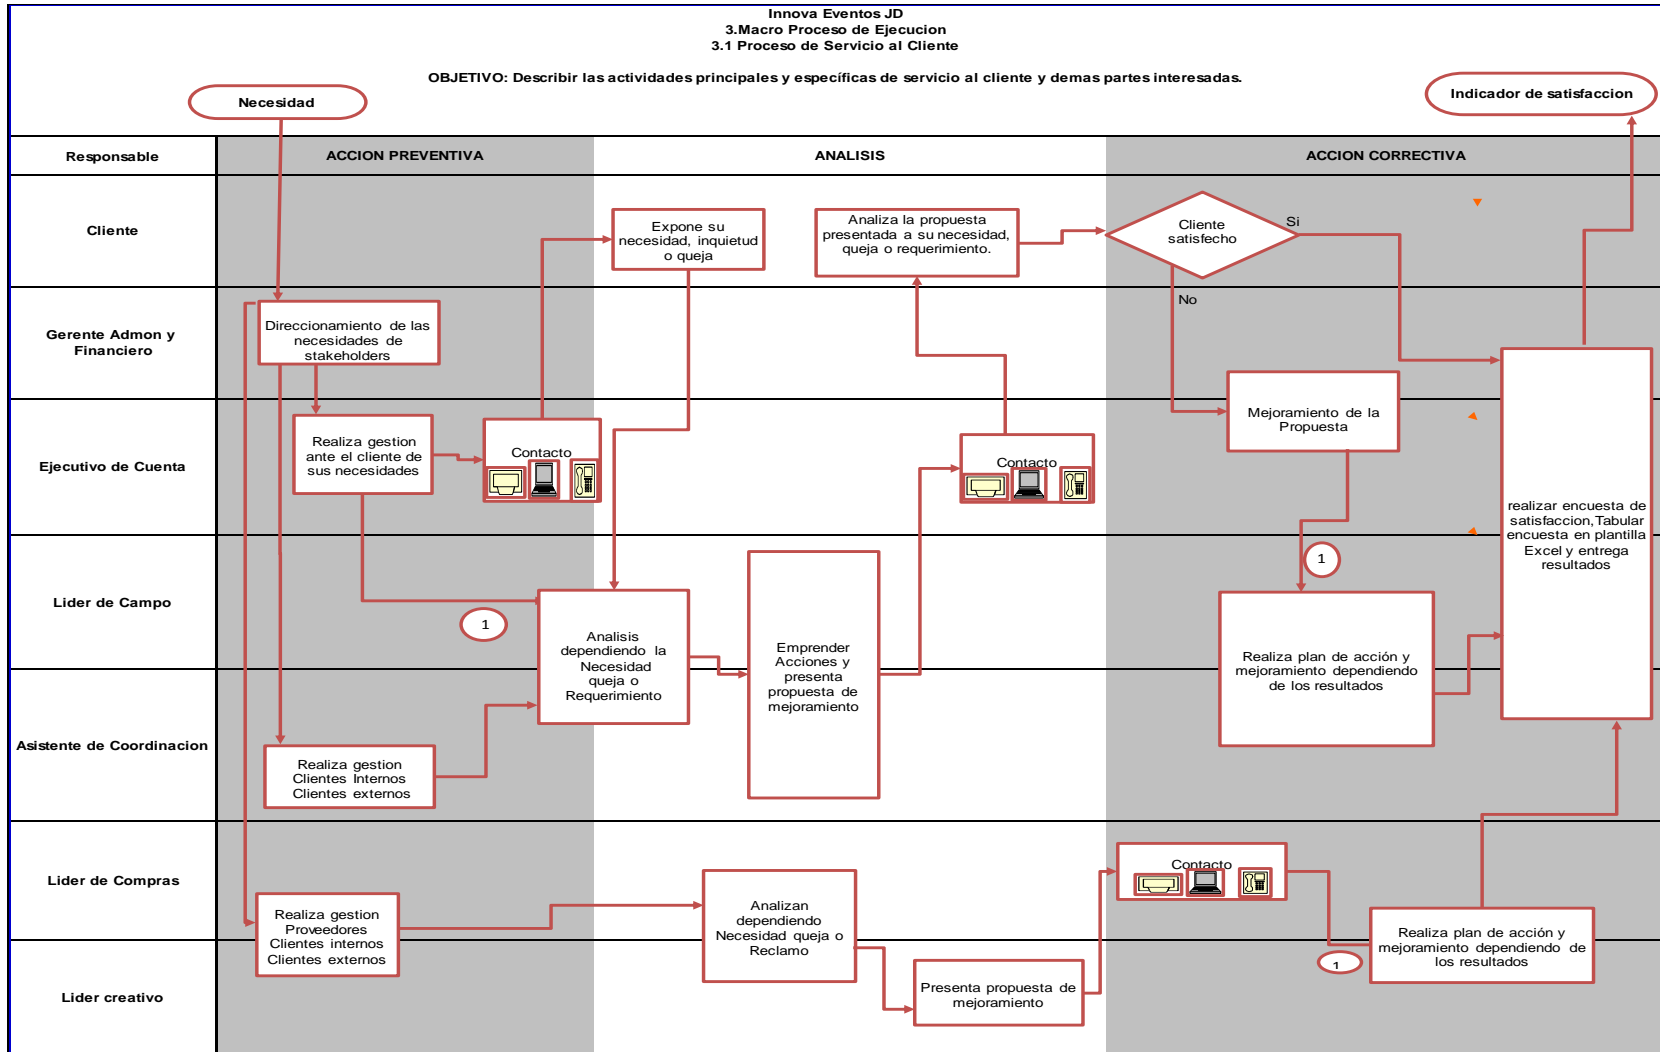 Innova Eventos JD
3.Macro Proceso de Ejecucion
3.1 Proceso de Servicio al Cliente
OBJETIVO: Describir las actividades principales y específicas de servicio al cliente y demas partes interesadas.
Necesidad
Indicador de satisfaccion
Responsable
ACCION PREVENTIVA
ANALISIS
ACCION CORRECTIVA
Cliente
Expone su
necesidad, inquietud
o queja
Analiza la propuesta
presentada a su necesidad,
queja o requerimiento.
Cliente
satisfecho
Si
No
Gerente Admon y
Financiero
Direccionamiento de las
necesidades de
stakeholders
Mejoramiento de la
Propuesta
Ejecutivo de Cuenta
Realiza gestion
ante el cliente de
sus necesidades
Contacto
Contacto
realizar encuesta de
satisfaccion,Tabular
encuesta en plantilla
Excel y entrega
resultados
Lider de Campo
1
Analisis
dependiendo la
Necesidad
queja o
Requerimiento
Emprender
Acciones y
presenta
propuesta de
mejoramiento
1
Realiza plan de acción y
mejoramiento dependiendo
de los resultados
Asistente de Coordinacion
Realiza gestion
Clientes Internos
Clientes externos
Lider de Compras
Realiza gestion
Proveedores
Clientes internos
Clientes externos
Analizan
dependiendo
Necesidad queja o
Reclamo
Contacto
Realiza plan de acción y
mejoramiento dependiendo de
los resultados
1
Lider creativo
Presenta propuesta de
mejoramiento